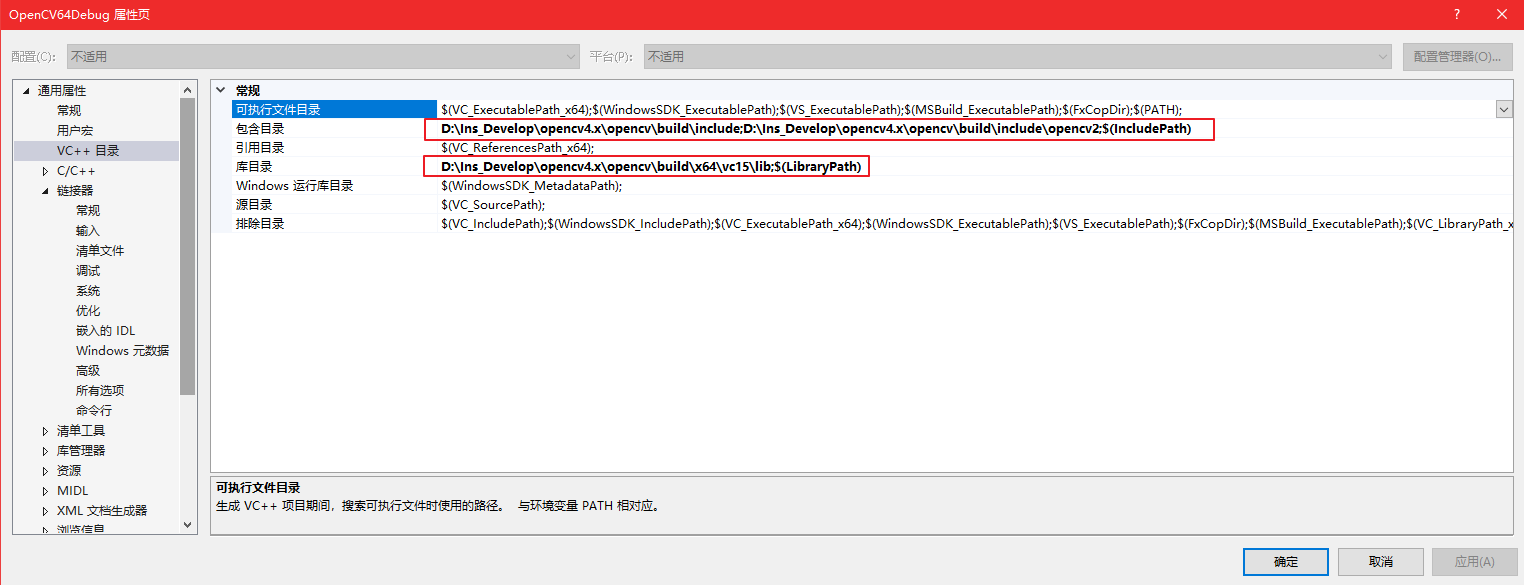 OpenCV64Debug 属性页
配置(C): 不适用 平台(P): 不适用 配置管理器(O)...
通用属性
常规
用户宏
VC++ 目录
C/C++
链接器
常规
输入
清单文件
调试
系统
优化
嵌入的 IDL
Windows 元数据
高级
所有选项
命令行
清单工具
库管理器
资源
MIDL
XML 文档生成器
浏览信息
常规
可执行文件目录 $(VC_ExecutablePath_x64);$(WindowsSDK_ExecutablePath);$(VS_ExecutablePath);$(MSBuild_ExecutablePath);$(FxCopDir);$(PATH);
包含目录 D:\Ins_Develop\opencv4.x\opencv\build\include;D:\Ins_Develop\opencv4.x\opencv\build\include\opencv2;$(IncludePath)
引用目录 $(VC_ReferencesPath_x64);
库目录 D:\Ins_Develop\opencv4.x\opencv\build\x64\vc15\lib;$(LibraryPath)
Windows 运行库目录 $(WindowsSDK_MetadataPath);
源目录 $(VC_SourcePath);
排除目录 $(VC_IncludePath);$(WindowsSDK_IncludePath);$(VC_ExecutablePath_x64);$(WindowsSDK_ExecutablePath);$(VS_ExecutablePath);$(FxCopDir);$(MSBuild_ExecutablePath);$(VC_LibraryPath_x
可执行文件目录
生成 VC++ 项目期间，搜索可执行文件时使用的路径。 与环境变量 PATH 相对应。
确定 取消 应用(A)